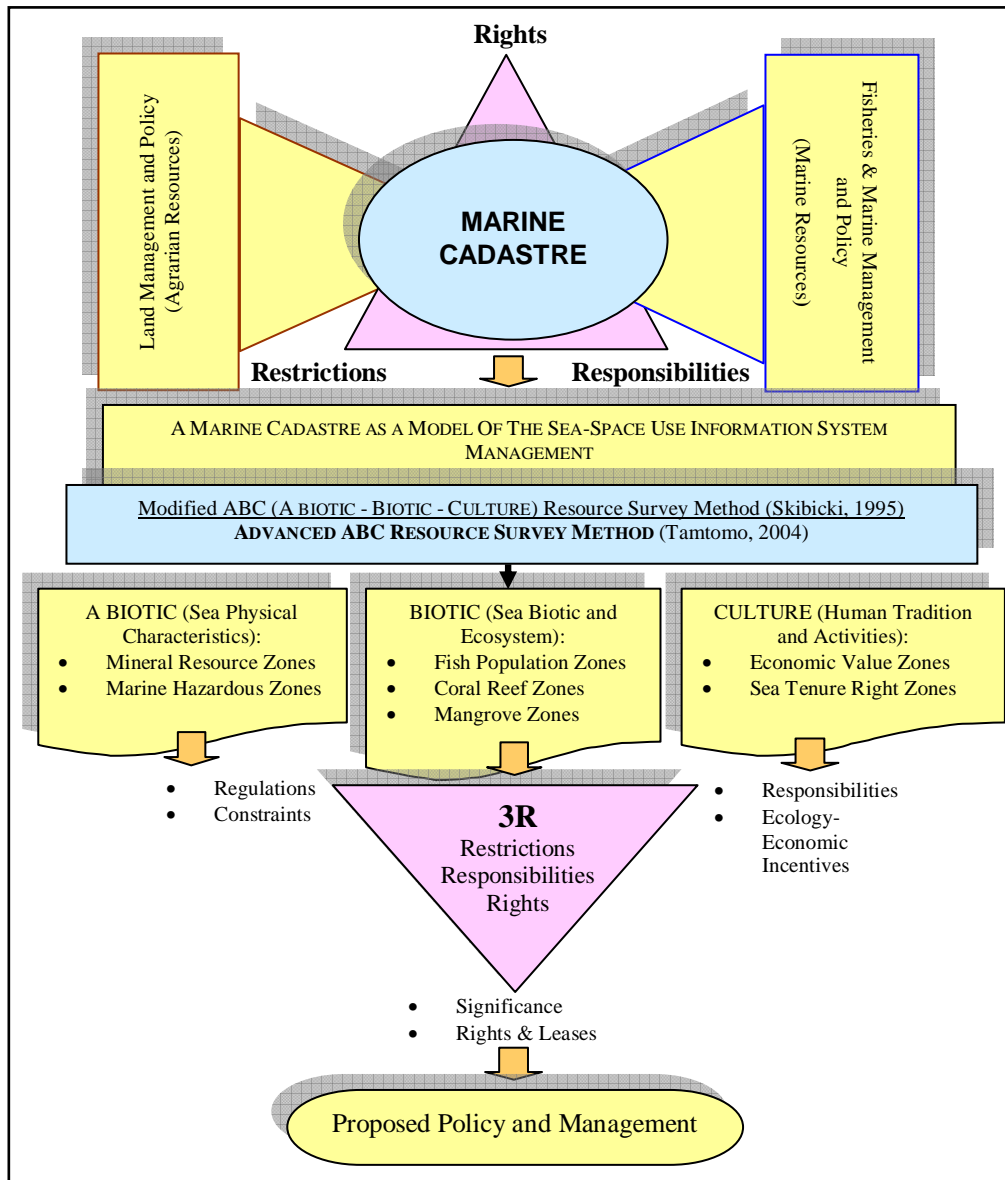 Rights
Land Management and Policy
(Agrarian Resources)
MARINE
CADASTRE
Fisheries & Marine Management
and Policy
(Marine Resources)
Restrictions
Responsibilities
A MARINE CADASTRE AS A MODEL OF THE SEA-SPACE USE INFORMATION SYSTEM
MANAGEMENT
Modified ABC (A BIOTIC - BIOTIC - CULTURE) Resource Survey Method (Skibicki, 1995)
ADVANCED ABC RESOURCE SURVEY METHOD (Tamtomo, 2004)
A BIOTIC (Sea Physical
Characteristics):
• Mineral Resource Zones
• Marine Hazardous Zones
BIOTIC (Sea Biotic and
Ecosystem):
• Fish Population Zones
• Coral Reef Zones
• Mangrove Zones
CULTURE (Human Tradition
and Activities):
• Economic Value Zones
• Sea Tenure Right Zones
• Regulations
• Constraints
3R
Restrictions
Responsibilities
Rights
• Responsibilities
• Ecology-
Economic
Incentives
• Significance
• Rights & Leases
Proposed Policy and Management